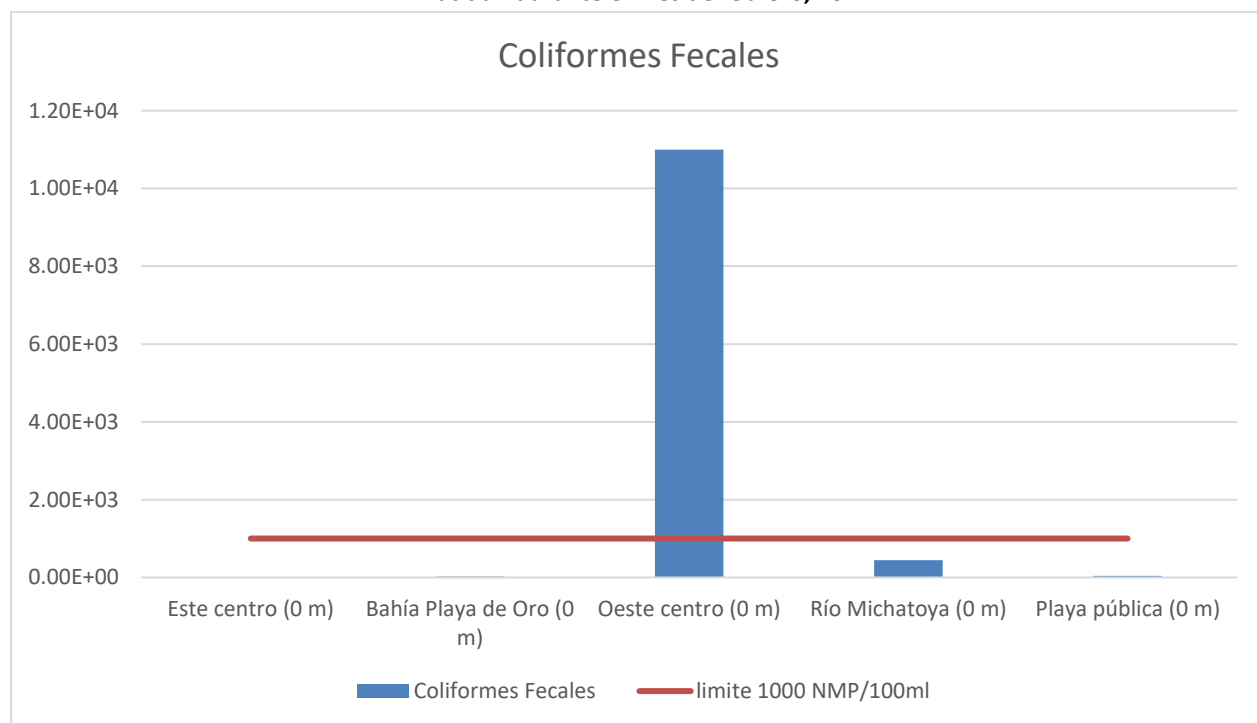 Coliformes Fecales
1.20E+04
1.00E+04
8.00E+03
6.00E+03
4.00E+03
2.00E+03
0.00E+00
Este centro (0 m)
Bahía Playa de Oro (0
m)
Oeste centro (0 m)
Río Michatoya (0 m)
Playa pública (0 m)
Coliformes Fecales
limite 1000 NMP/100ml